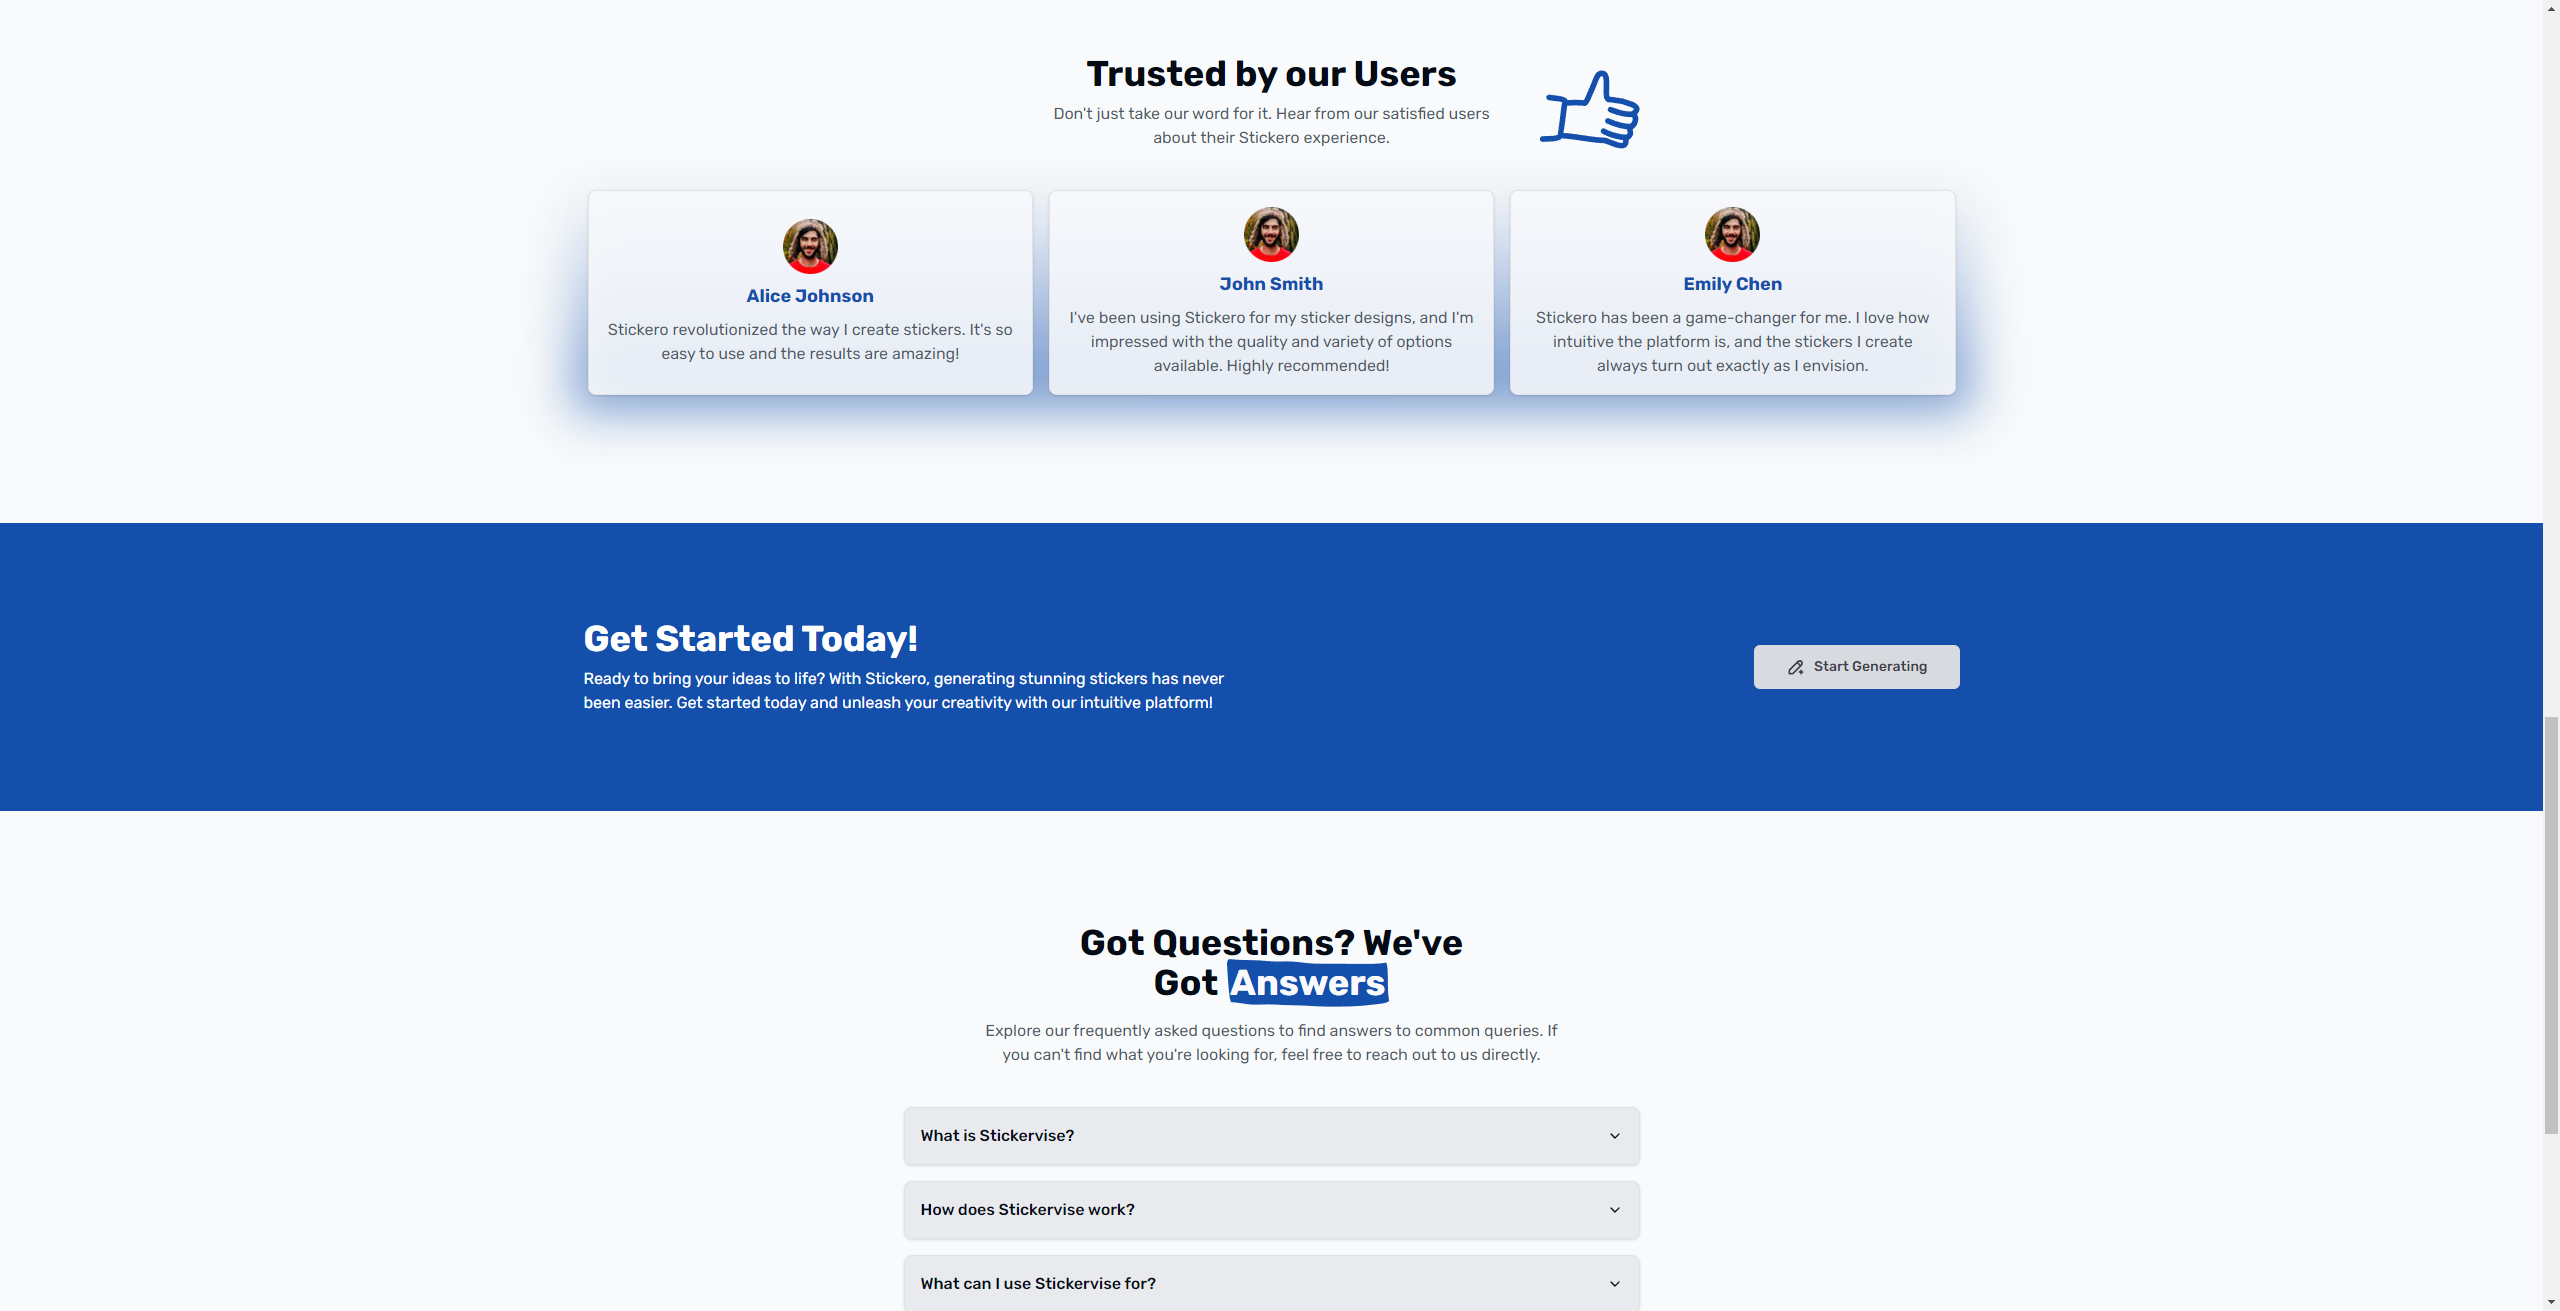 Trusted by our Users
Don't just take our word for it. Hear from our satisfied users
about their Stickero experience.
Alice Johnson
Stickero revolutionized the way I create stickers. It's so
easy to use and the results are amazing!
John Smith
I've been using Stickero for my sticker designs, and I'm
impressed with the quality and variety of options
available. Highly recommended!
Emily Chen
Stickero has been a game-changer for me. I love how
intuitive the platform is, and the stickers I create
always turn out exactly as I envision.
Get Started Today!
Ready to bring your ideas to life? With Stickero, generating stunning stickers has never
been easier. Get started today and unleash your creativity with our intuitive platform!
Start Generating
Got Questions? We've
Got Answers
Explore our frequently asked questions to find answers to common queries. If
you can't find what you're looking for, feel free to reach out to us directly.
What is Stickervise?
How does Stickervise work?
What can I use Stickervise for?